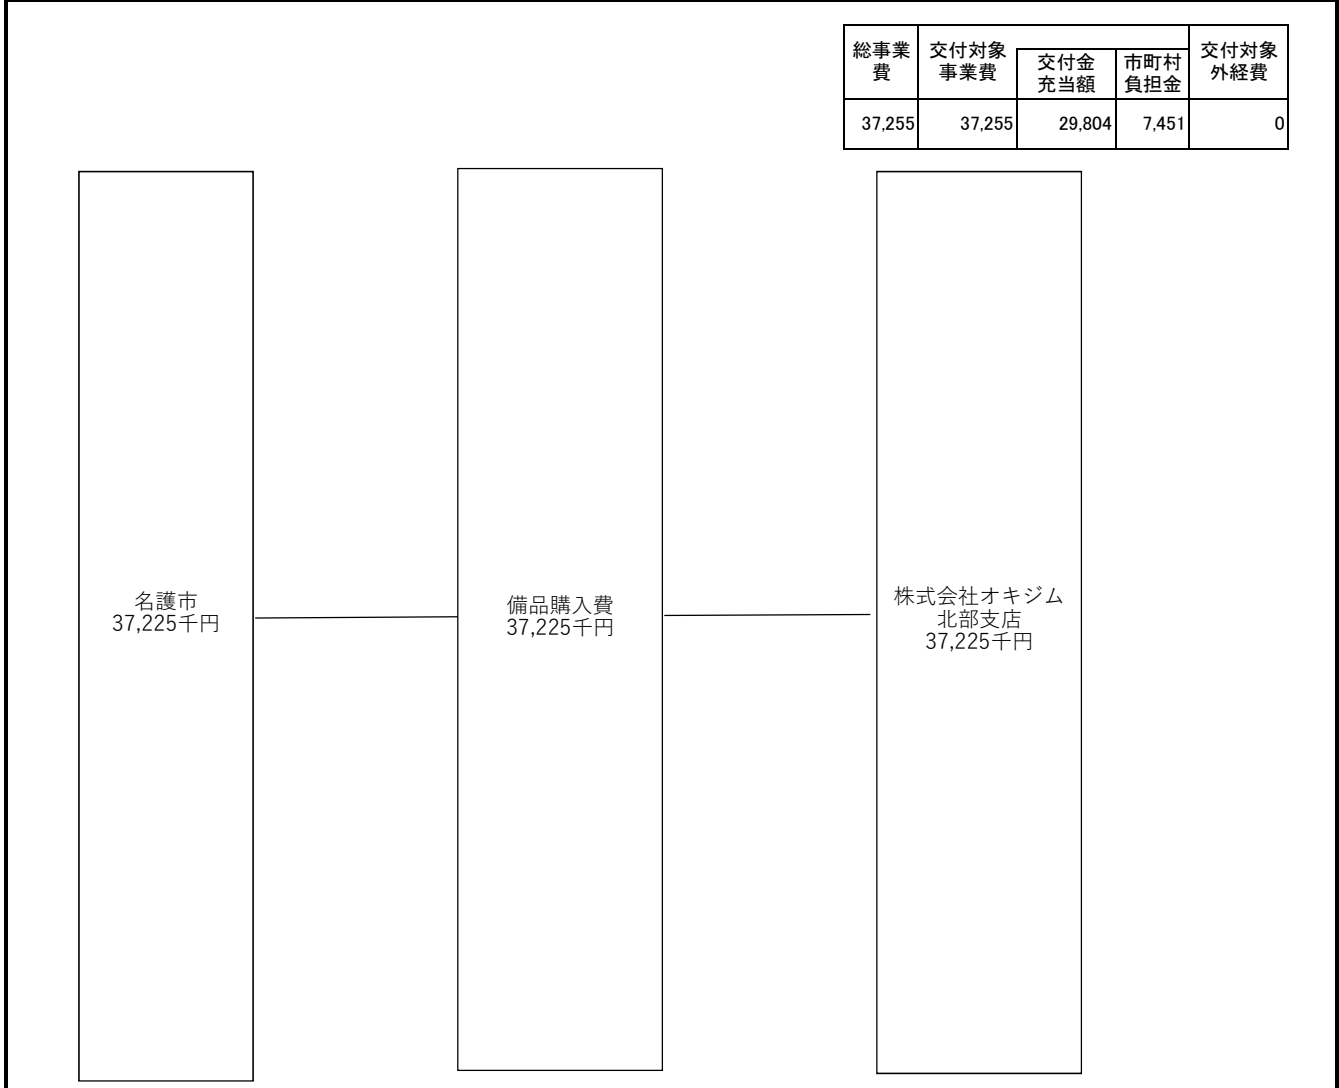 総事業
費
交付対象
事業費
交付金
充当額
市町村
負担金
交付対象
外経費
37,255
37,255
29,804
7,451
0
名護市
37,225千円
備品購入費
37,225千円
株式会社オキジム
北部支店
37,225千円